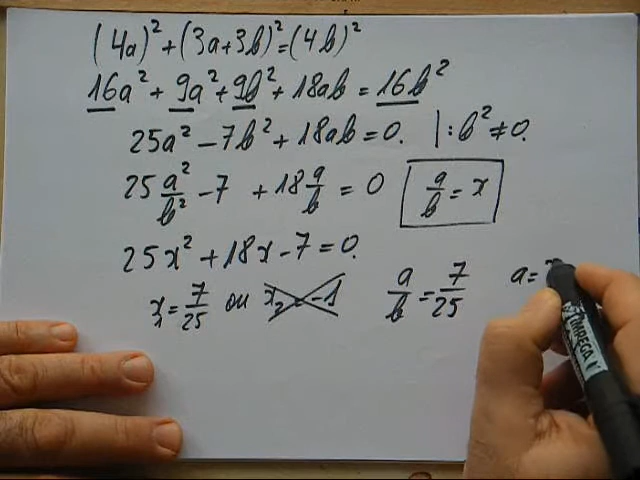 (4a)² + (3a+3b)² = (4b)²
16a² + 9a² + 9b² + 18ab = 16b²
25a² − 7b² + 18ab = 0. | : b² ≠ 0.
25 a²/b² − 7 + 18 a/b = 0 a/b = x
25x² + 18x − 7 = 0.
x₁ = 7/25 ou x₂ = −1 a/b = 7/25 a =
OMEGA